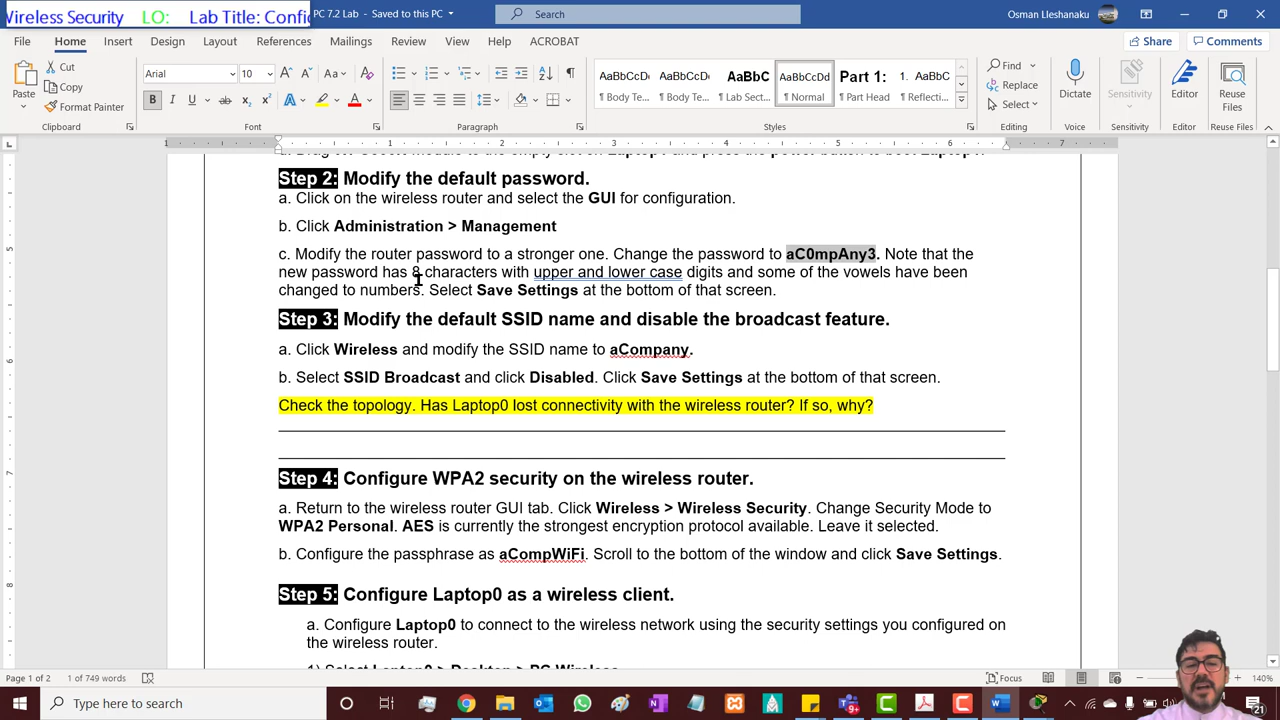 Wireless Security LO: Lab Title: Config
PC 7.2 Lab - Saved to this PC
Search
Osman Lleshanaku
File Home Insert Draw Design Layout References Mailings Review View Help ACROBAT
Share Comments
Paste
Cut
Copy
Format Painter
Clipboard
Arial 10
Font
Paragraph
AaBbCcDc
¶ Body Te...
AaBbCcDc
¶ Body Te...
AaBbC
¶ Lab Sect...
AaBbCcDd
¶ Normal
Part 1:
¶ Part Head
1. AaBbC
¶ Reflecti...
Styles
Find
Replace
Select
Editing
Dictate
Voice
Sensitivity
Sensitivity
Editor
Editor
Reuse Files
Reuse Files
Step 2: Modify the default password.
a. Click on the wireless router and select the GUI for configuration.
b. Click Administration > Management
c. Modify the router password to a stronger one. Change the password to aC0mpAny3. Note that the
new password has 8 characters with upper and lower case digits and some of the vowels have been
changed to numbers. Select Save Settings at the bottom of that screen.
Step 3: Modify the default SSID name and disable the broadcast feature.
a. Click Wireless and modify the SSID name to aCompany.
b. Select SSID Broadcast and click Disabled. Click Save Settings at the bottom of that screen.
Check the topology. Has Laptop0 lost connectivity with the wireless router? If so, why?
Step 4: Configure WPA2 security on the wireless router.
a. Return to the wireless router GUI tab. Click Wireless > Wireless Security. Change Security Mode to
WPA2 Personal. AES is currently the strongest encryption protocol available. Leave it selected.
b. Configure the passphrase as aCompWiFi. Scroll to the bottom of the window and click Save Settings.
Step 5: Configure Laptop0 as a wireless client.
a. Configure Laptop0 to connect to the wireless network using the security settings you configured on
the wireless router.
1) Select Laptop0 > Desktop > PC Wireless
Page 1 of 2 1 of 749 words
Focus
140%
Type here to search
ENG